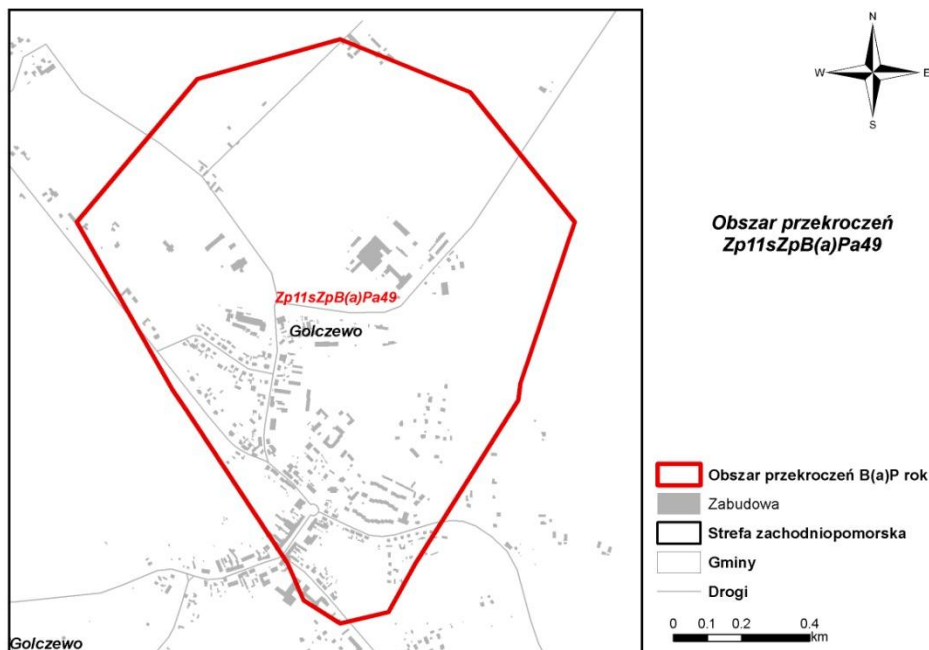 Zp11sZpB(a)Pa49
Golczewo
Golczewo
N
W E
S
Obszar przekroczeń
Zp11sZpB(a)Pa49
Obszar przekroczeń B(a)P rok
Zabudowa
Strefa zachodniopomorska
Gminy
Drogi
0 0.1 0.2 0.4
km